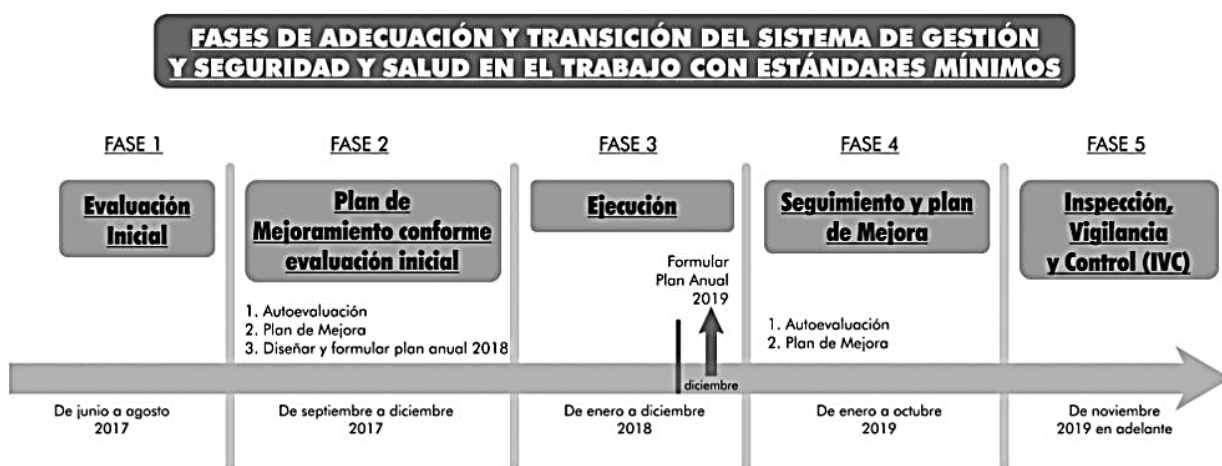 FASES DE ADECUACIÓN Y TRANSICIÓN DEL SISTEMA DE GESTIÓN
Y SEGURIDAD Y SALUD EN EL TRABAJO CON ESTÁNDARES MÍNIMOS
FASE 1
Evaluación
Inicial
De junio a agosto
2017
FASE 2
Plan de
Mejoramiento conforme
evaluación inicial
1. Autoevaluación
2. Plan de Mejora
3. Diseñar y formular plan anual 2018
De septiembre a diciembre
2017
FASE 3
Ejecución
Formular
Plan Anual
2019
diciembre
De enero a diciembre
2018
FASE 4
Seguimiento y plan
de Mejora
1. Autoevaluación
2. Plan de Mejora
De enero a octubre
2019
FASE 5
Inspección,
Vigilancia
y Control (IVC)
De noviembre
2019 en adelante